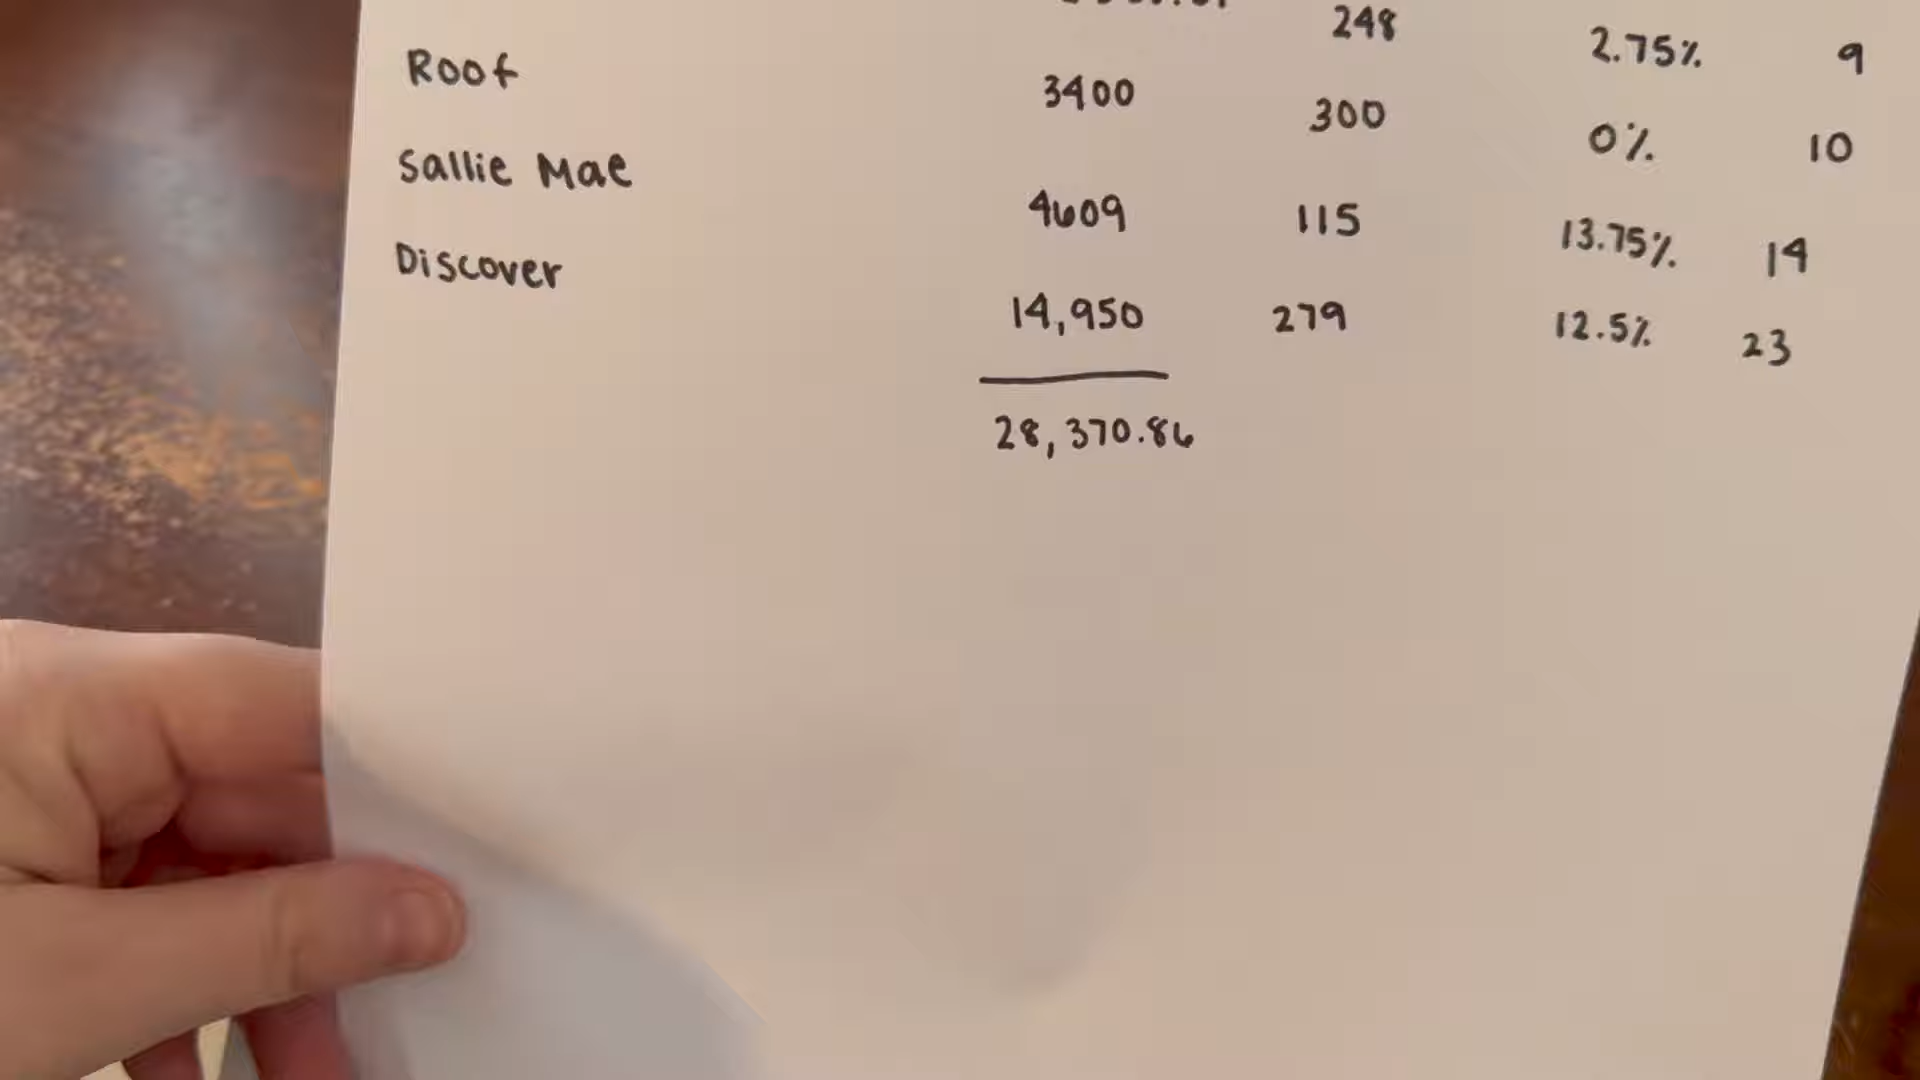 248 2.75% 9
Roof 3400 300 0% 10
Sallie Mae 4609 115 13.75% 14
Discover 14,950 279 12.5% 23
28,370.86